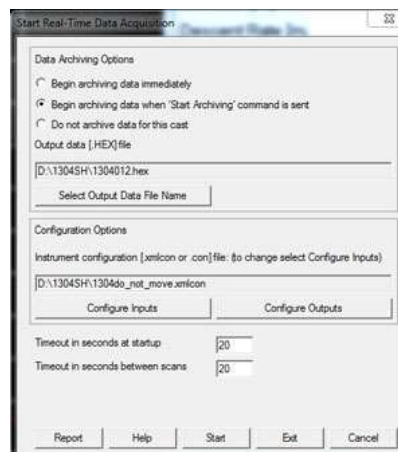 Start Real-Time Data Acquisition
Data Archiving Options
Begin archiving data immediately
Begin archiving data when 'Start Archiving' command is sent
Do not archive data for this cast
Output data [.HEX] file
D:\1304SH\1304012.hex
Select Output Data File Name
Configuration Options
Instrument configuration [.xmlcon or .con] file: (to change select Configure Inputs)
D:\1304SH\1304do_not_move.xmlcon
Configure Inputs
Configure Outputs
Timeout in seconds at startup
20
Timeout in seconds between scans
20
Report
Help
Start
Exit
Cancel